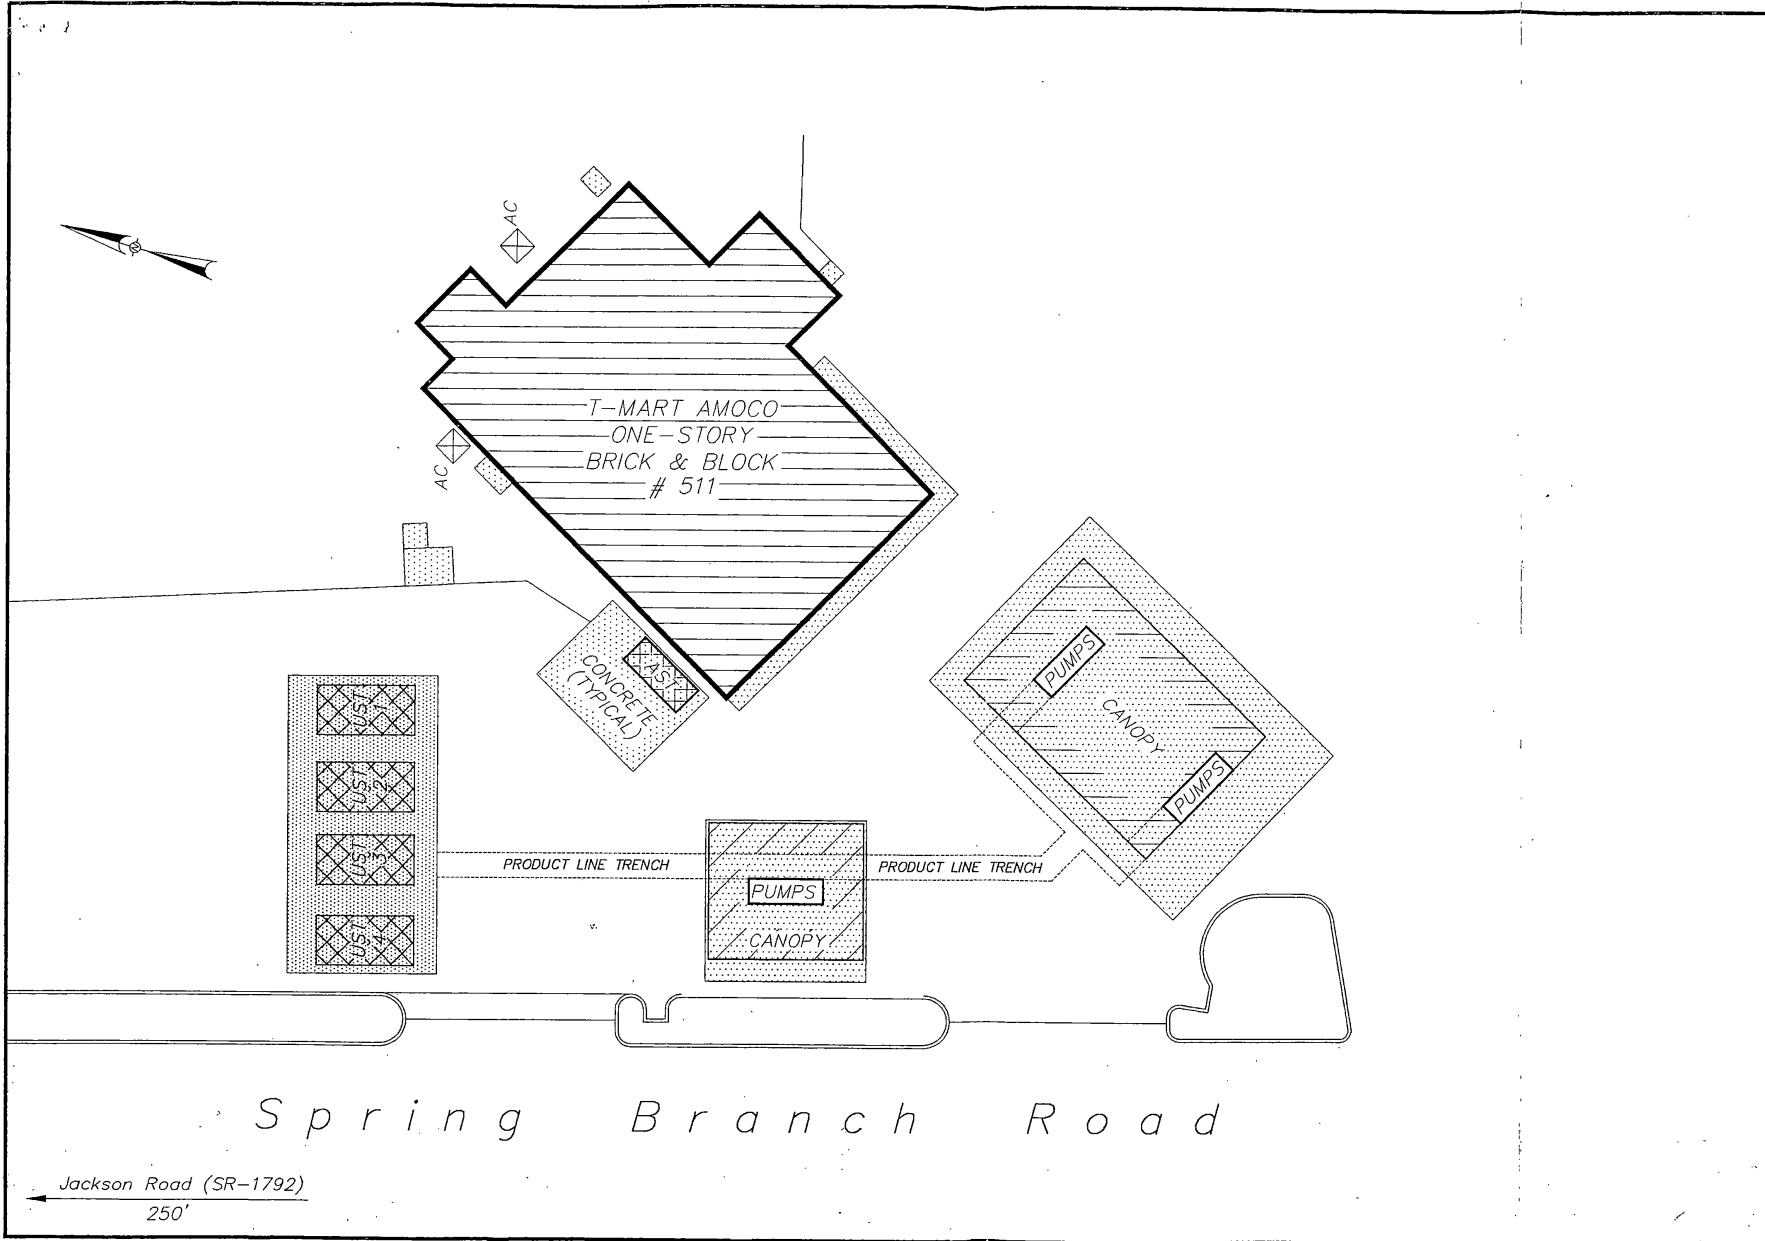 AC
N
T-MART AMOCO
ONE-STORY
BRICK & BLOCK
# 511
AC
CONCRETE
(TYPICAL)
AST
PUMPS
CANOPY
PUMPS
UST
1
UST
2
UST
3
UST
4
PRODUCT LINE TRENCH
PUMPS
CANOPY
PRODUCT LINE TRENCH
Spring Branch Road
Jackson Road (SR-1792)
250'